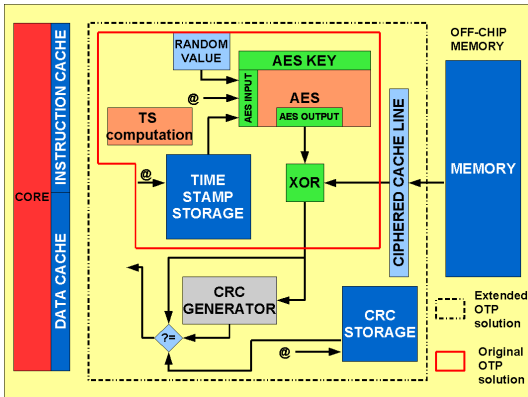 OFF-CHIP
MEMORY
RANDOM
VALUE
AES KEY
AES INPUT
AES
AES OUTPUT
@
TS
computation
INSTRUCTION CACHE
CORE
DATA CACHE
@
TIME
STAMP
STORAGE
XOR
CIPHERED CACHE LINE
MEMORY
CRC
GENERATOR
?=
CRC
STORAGE
@
Extended
OTP
solution
Original
OTP
solution